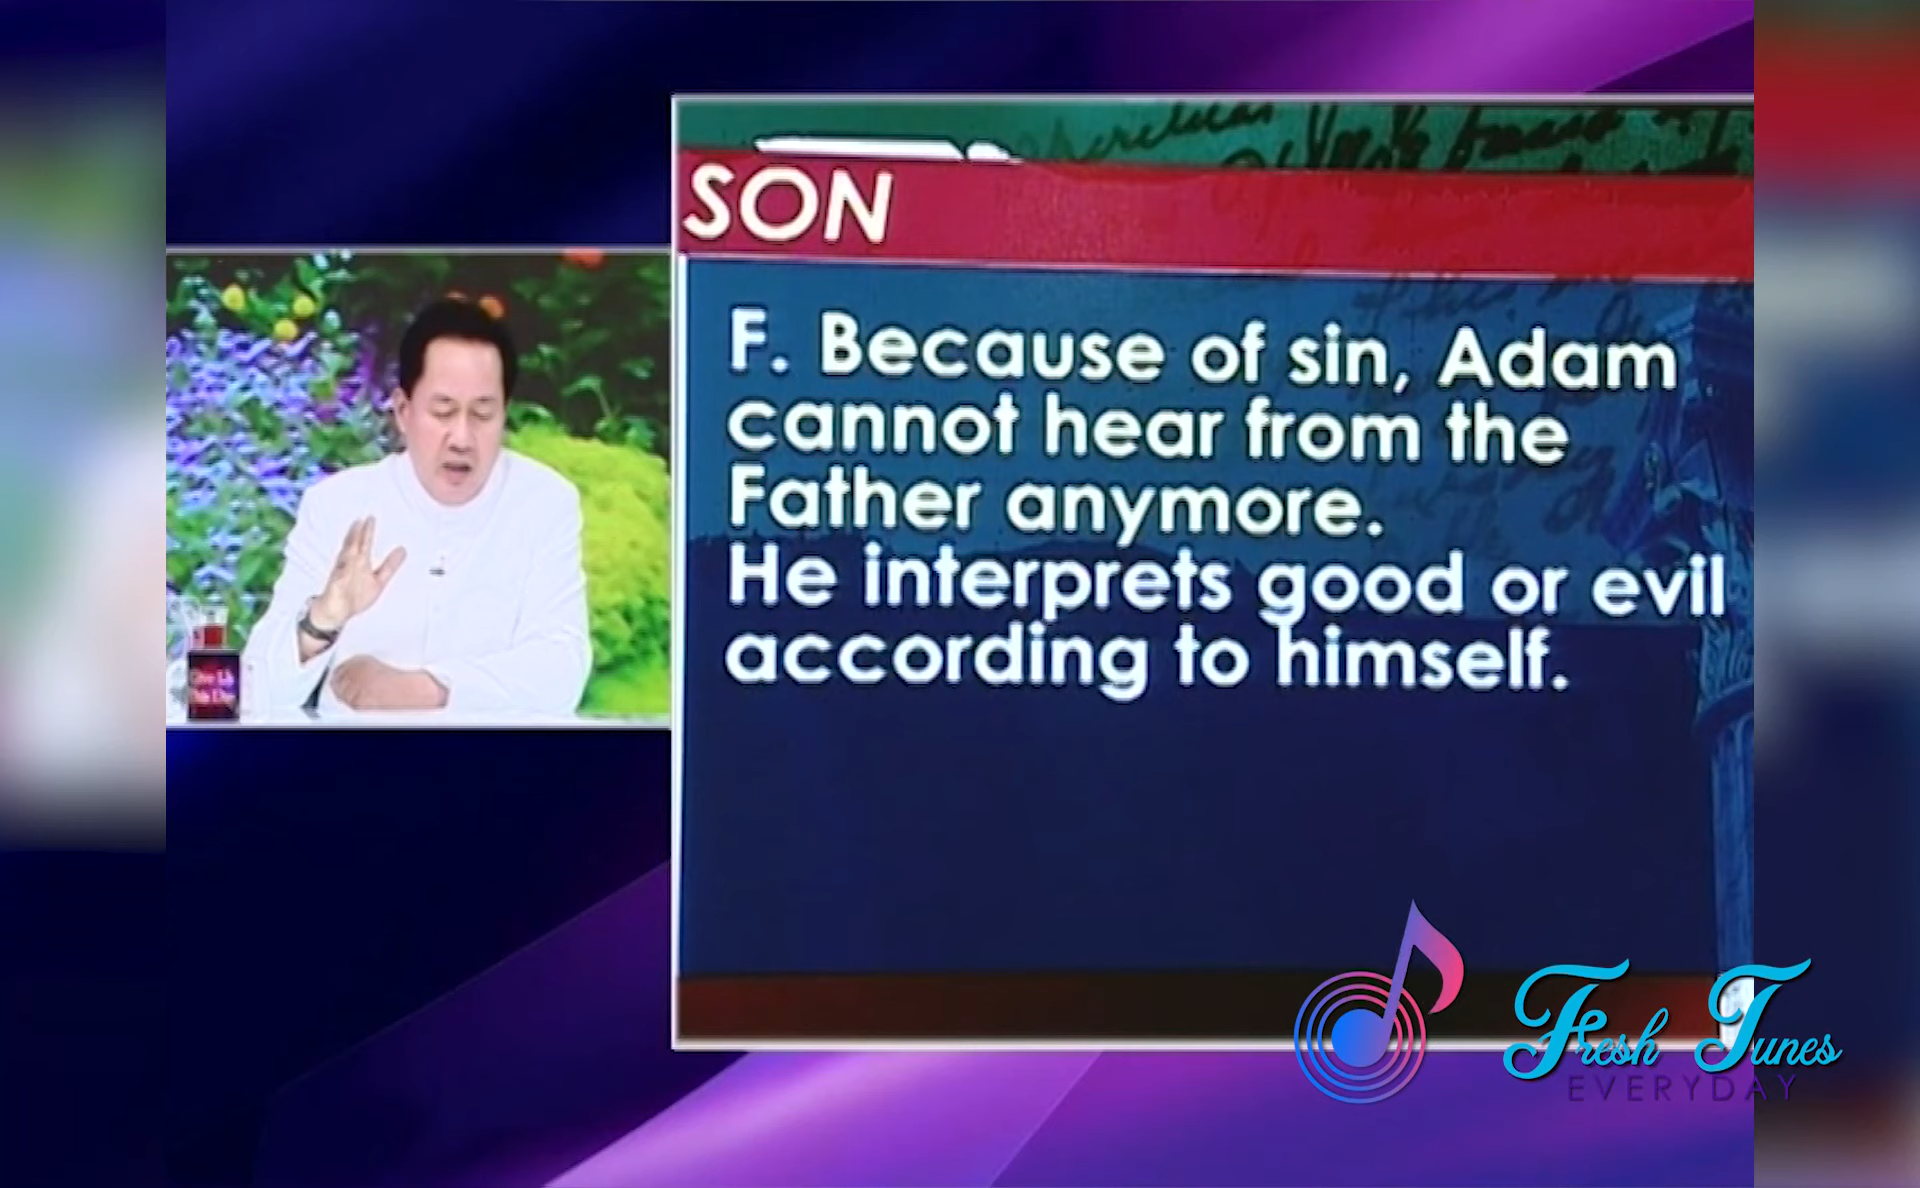 SON
F. Because of sin, Adam
cannot hear from the
Father anymore.
He interprets good or evil
according to himself.
Fresh Tunes
EVERYDAY